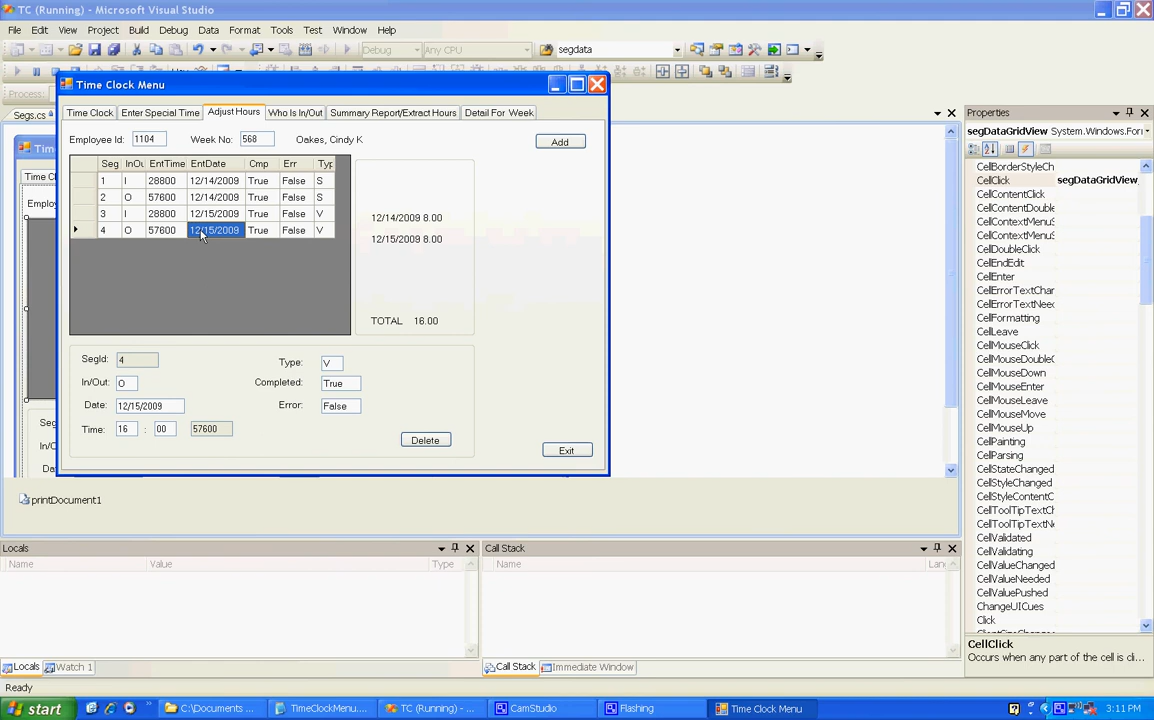 TC (Running) - Microsoft Visual Studio
File Edit View Project Build Debug Data Format Tools Test Window Help
Debug Any CPU segdata
Process:
Segs.cs
Time Clock Menu
Time Clock Enter Special Time Adjust Hours Who Is In/Out Summary Report/Extract Hours Detail For Week
Employee Id: 1104 Week No: 568 Oakes, Cindy K Add
Seg InOu EntTime EntDate Cmp Err Typ
1 I 28800 12/14/2009 True False S
2 O 57600 12/14/2009 True False S
3 I 28800 12/15/2009 True False V
4 O 57600 12/15/2009 True False V
12/14/2009 8.00
12/15/2009 8.00
TOTAL 16.00
SegId: 4
Type: V
In/Out: O
Completed: True
Date: 12/15/2009
Error: False
Time: 16 : 00 57600
Delete
Exit
printDocument1
Properties
segDataGridView System.Windows.For
CellBorderStyleCh
CellClick segDataGridView_
CellContentClick
CellContentDouble
CellContextMenuS
CellContextMenuS
CellDoubleClick
CellEndEdit
CellEnter
CellErrorTextChar
CellErrorTextNee
CellFormatting
CellLeave
CellMouseClick
CellMouseDouble
CellMouseDown
CellMouseEnter
CellMouseLeave
CellMouseMove
CellMouseUp
CellPainting
CellParsing
CellStateChanged
CellStyleChanged
CellStyleContentC
CellToolTipTextCh
CellToolTipTextNe
CellValidated
CellValidating
CellValueChanged
CellValueNeeded
CellValuePushed
ChangeUICues
Click
CellClick
Occurs when any part of the cell is cli...
Locals
Name Value Type
Call Stack
Name Lan
Locals Watch 1
Call Stack Immediate Window
Ready
start C:\Documents ... TimeClockMenu.... TC (Running) - ... CamStudio Flashing Time Clock Menu 3:11 PM